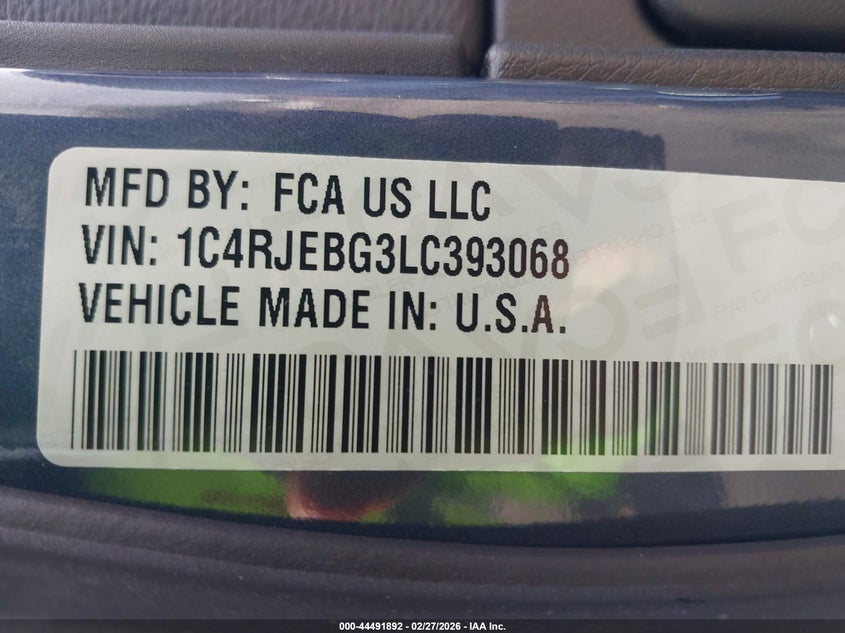 MFD BY: FCA US LLC
VIN: 1C4RJEBG3LC393068
VEHICLE MADE IN: U.S.A.
000-44491892 — 02/27/2026 — IAA Inc.